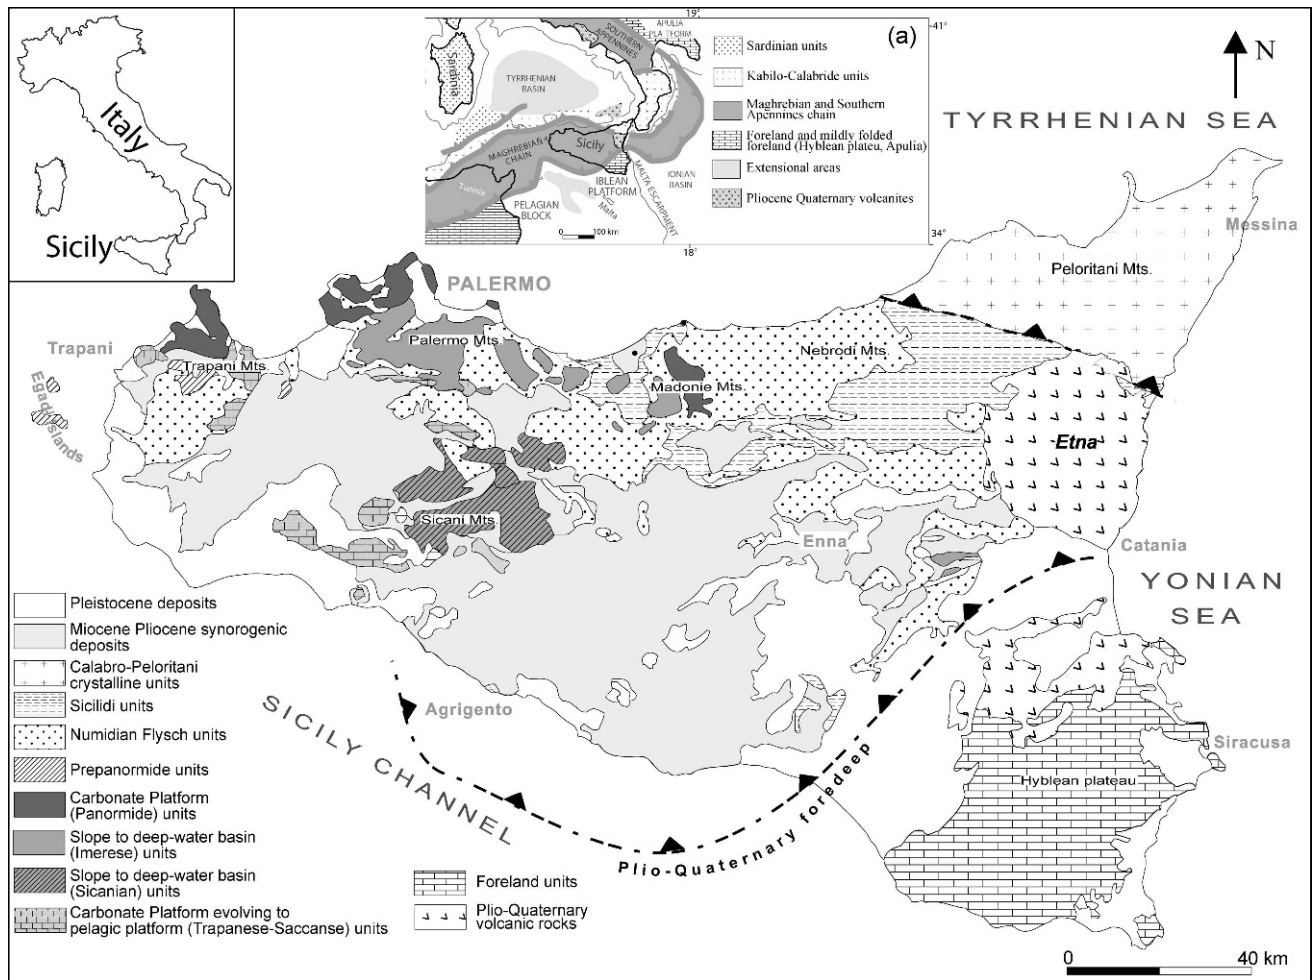 Italy
Sicily
19°
41°
(a)
SOUTHERN
APENNINES
APULIA
PLATFORM
Sardinia
TYRRHENIAN
BASIN
MAGHREBIAN
CHAIN
Sicily
Tunisia
IBLEAN
PLATFORM
IONIAN
BASIN
MALTA ESCARPMENT
PELAGIAN
BLOCK
Malta
0 100 km
18°
34°
Sardinian units
Kabilo-Calabride units
Maghrebian and Southern
Apennines chain
Foreland and mildly folded
foreland (Hyblean plateu, Apulia)
Extensional areas
Pliocene Quaternary volcanites
N
TYRRHENIAN SEA
Messina
Peloritani Mts.
PALERMO
Trapani
Palermo Mts.
Trapani Mts.
Nebrodi Mts.
Madonie Mts.
Egadi Islands
Etna
Sicani Mts.
Enna
Catania
YONIAN
SEA
Agrigento
SICILY CHANNEL
Plio-Quaternary foredeep
Siracusa
Hyblean plateau
Pleistocene deposits
Miocene Pliocene synorogenic
deposits
Calabro-Peloritani
crystalline units
Sicilidi units
Numidian Flysch units
Prepanormide units
Carbonate Platform
(Panormide) units
Slope to deep-water basin
(Imerese) units
Slope to deep-water basin
(Sicanian) units
Carbonate Platform evolving to
pelagic platform (Trapanese-Saccanse) units
Foreland units
Plio-Quaternary
volcanic rocks
0 40 km